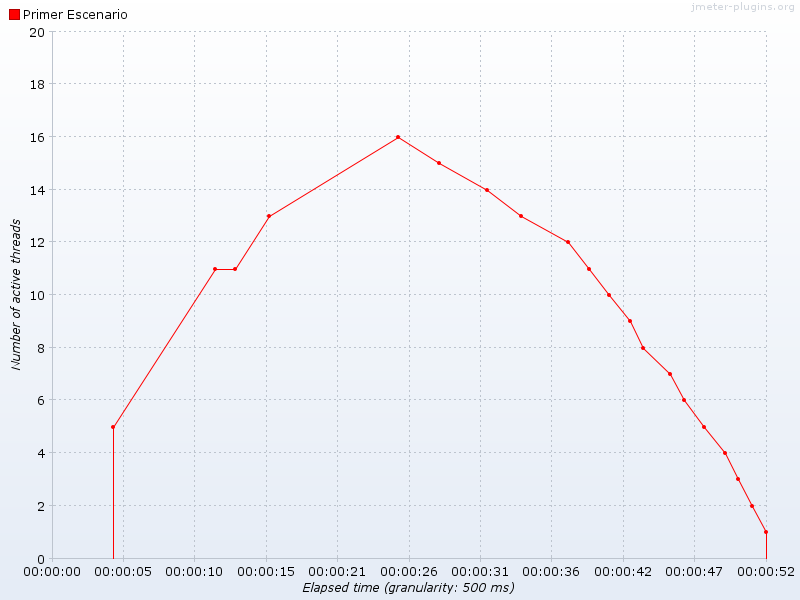 jmeter-plugins.org
Primer Escenario
20
18
16
14
12
10
8
6
4
2
0
Number of active threads
00:00:00 00:00:05 00:00:10 00:00:15 00:00:21 00:00:26 00:00:31 00:00:36 00:00:42 00:00:47 00:00:52
Elapsed time (granularity: 500 ms)